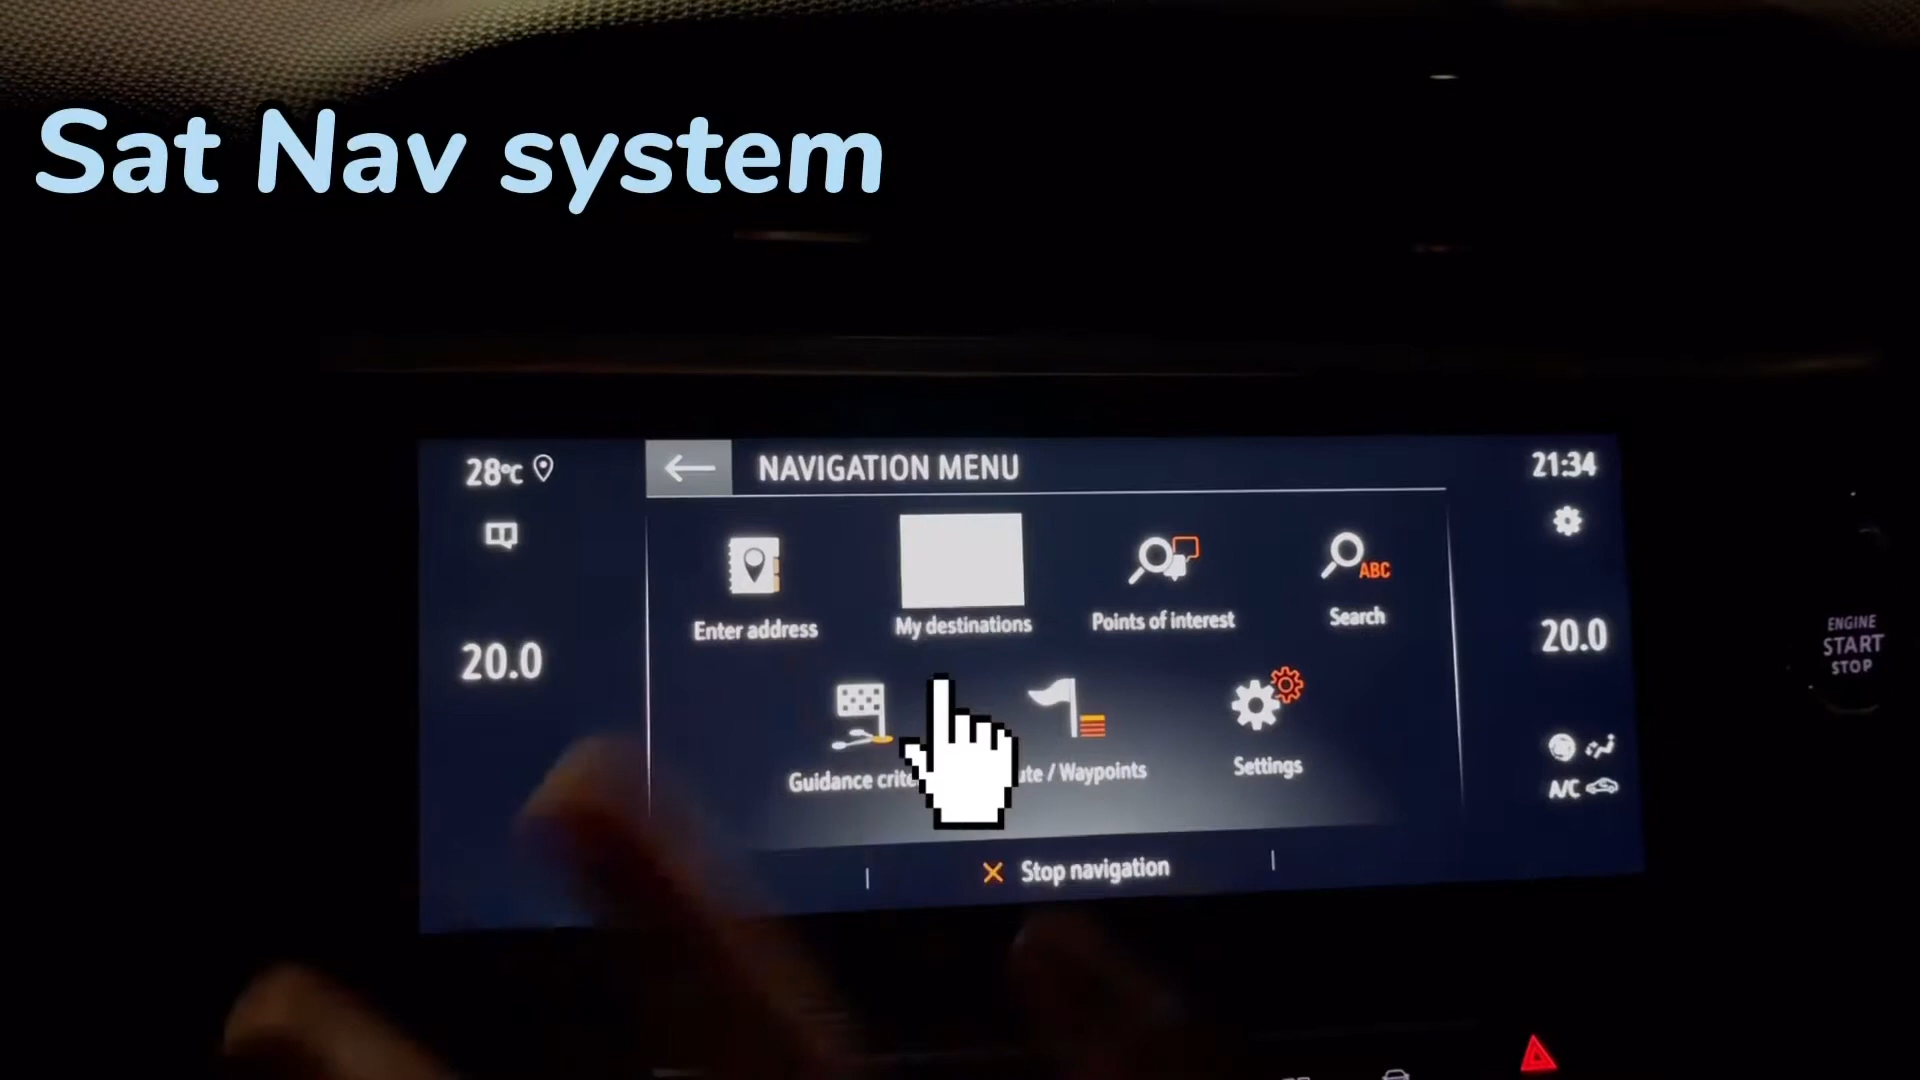 Sat Nav system
28°C
NAVIGATION MENU
21:34
Enter address
My destinations
Points of interest
Search
ABC
20.0
20.0
ENGINE
START
STOP
Guidance
/ Waypoints
Settings
A/C
Stop navigation